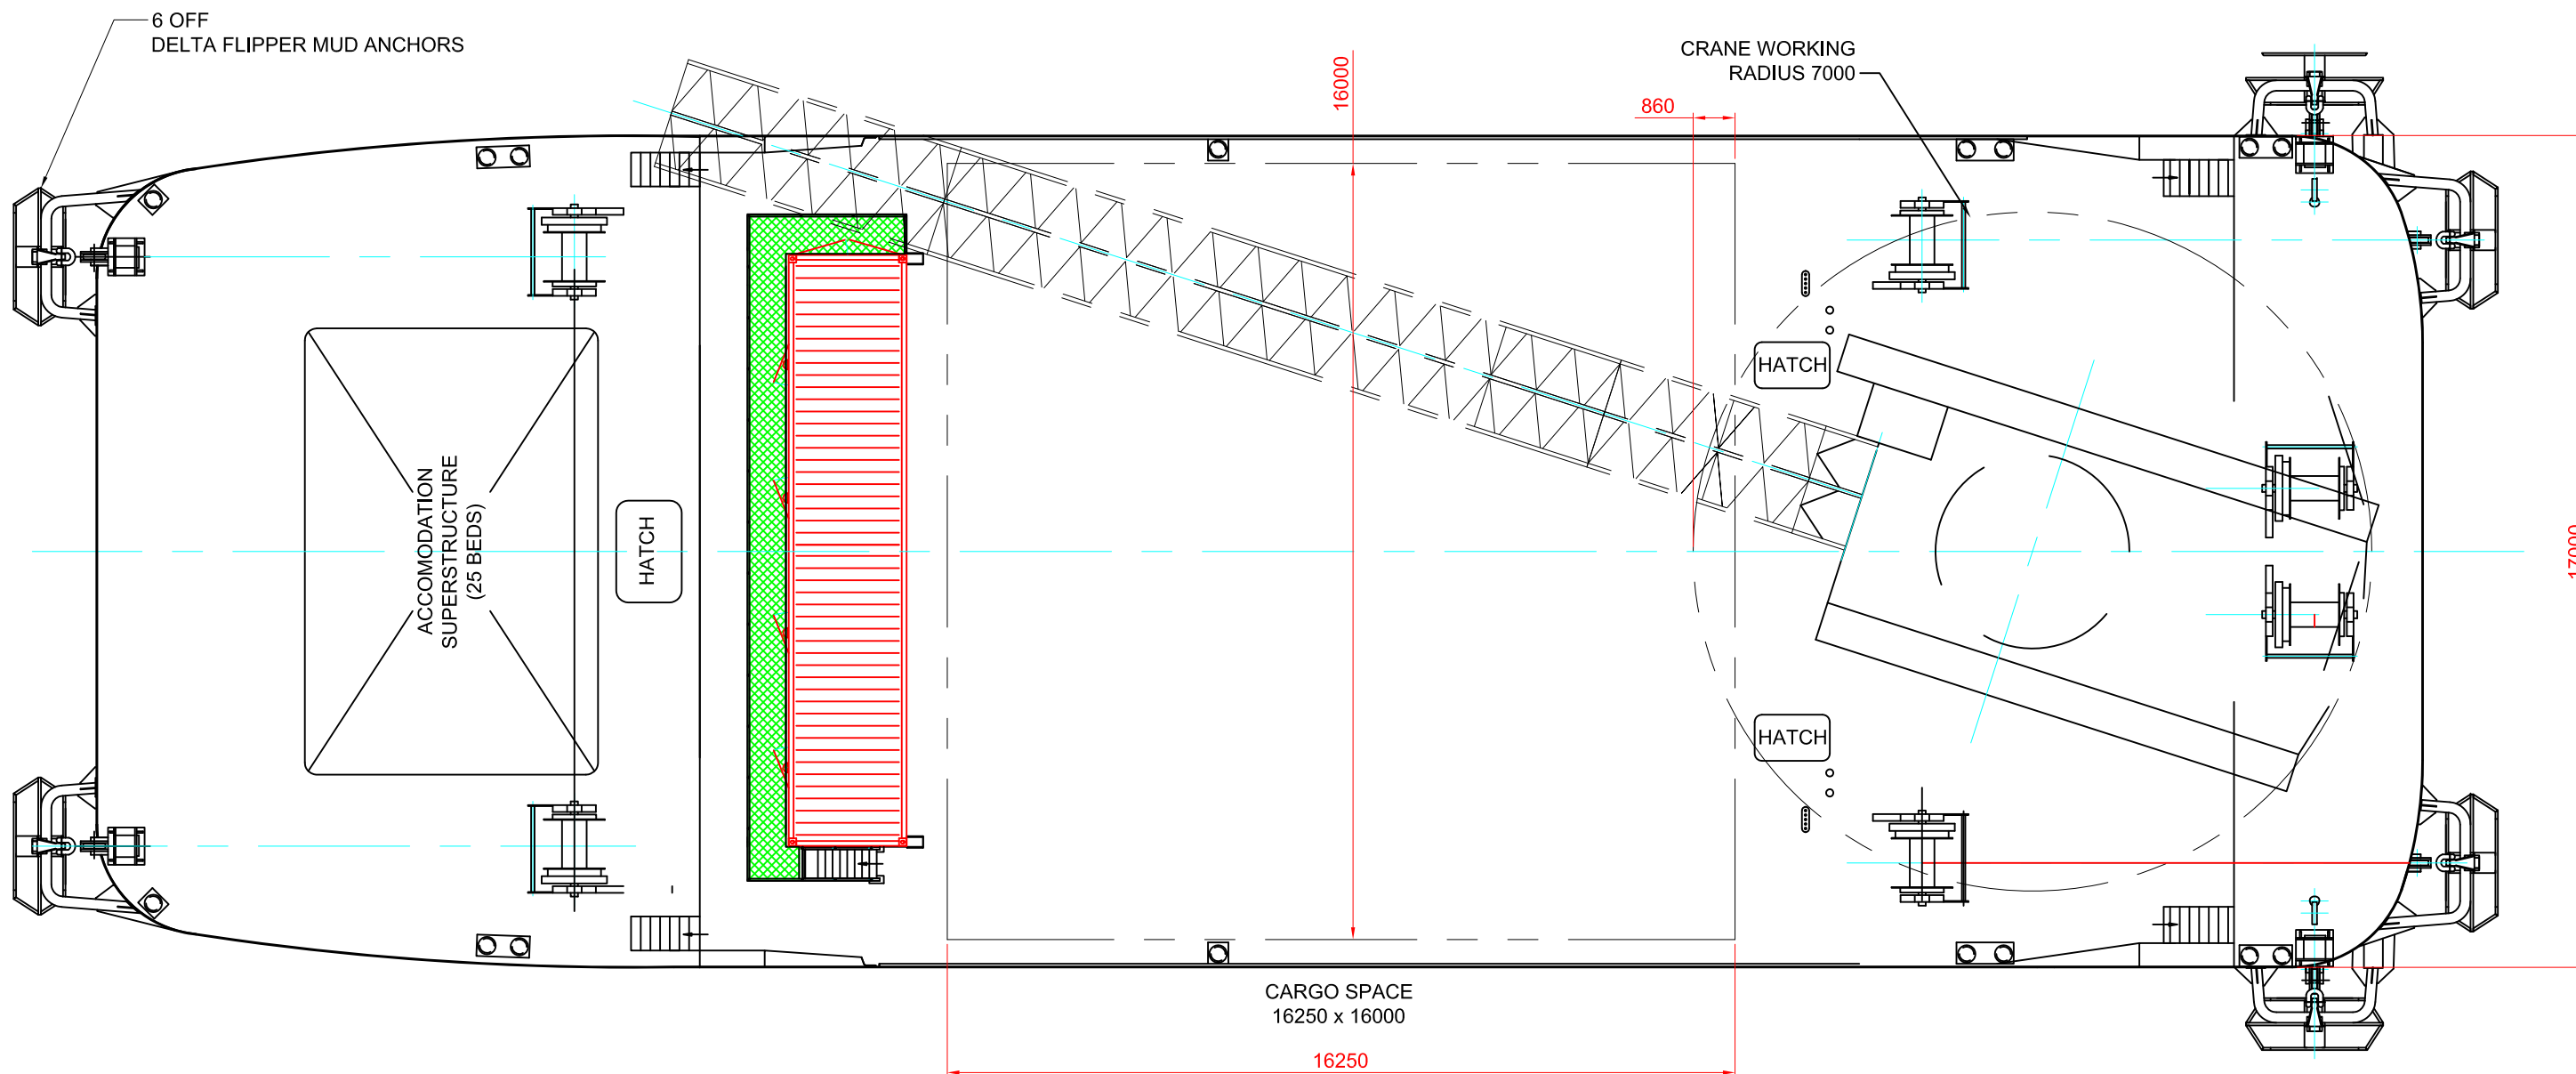 6 OFF
DELTA FLIPPER MUD ANCHORS
CRANE WORKING
RADIUS 7000
16000
860
HATCH
ACCOMODATION
SUPERSTRUCTURE
(25 BEDS)
HATCH
17000
HATCH
CARGO SPACE
16250 x 16000
16250